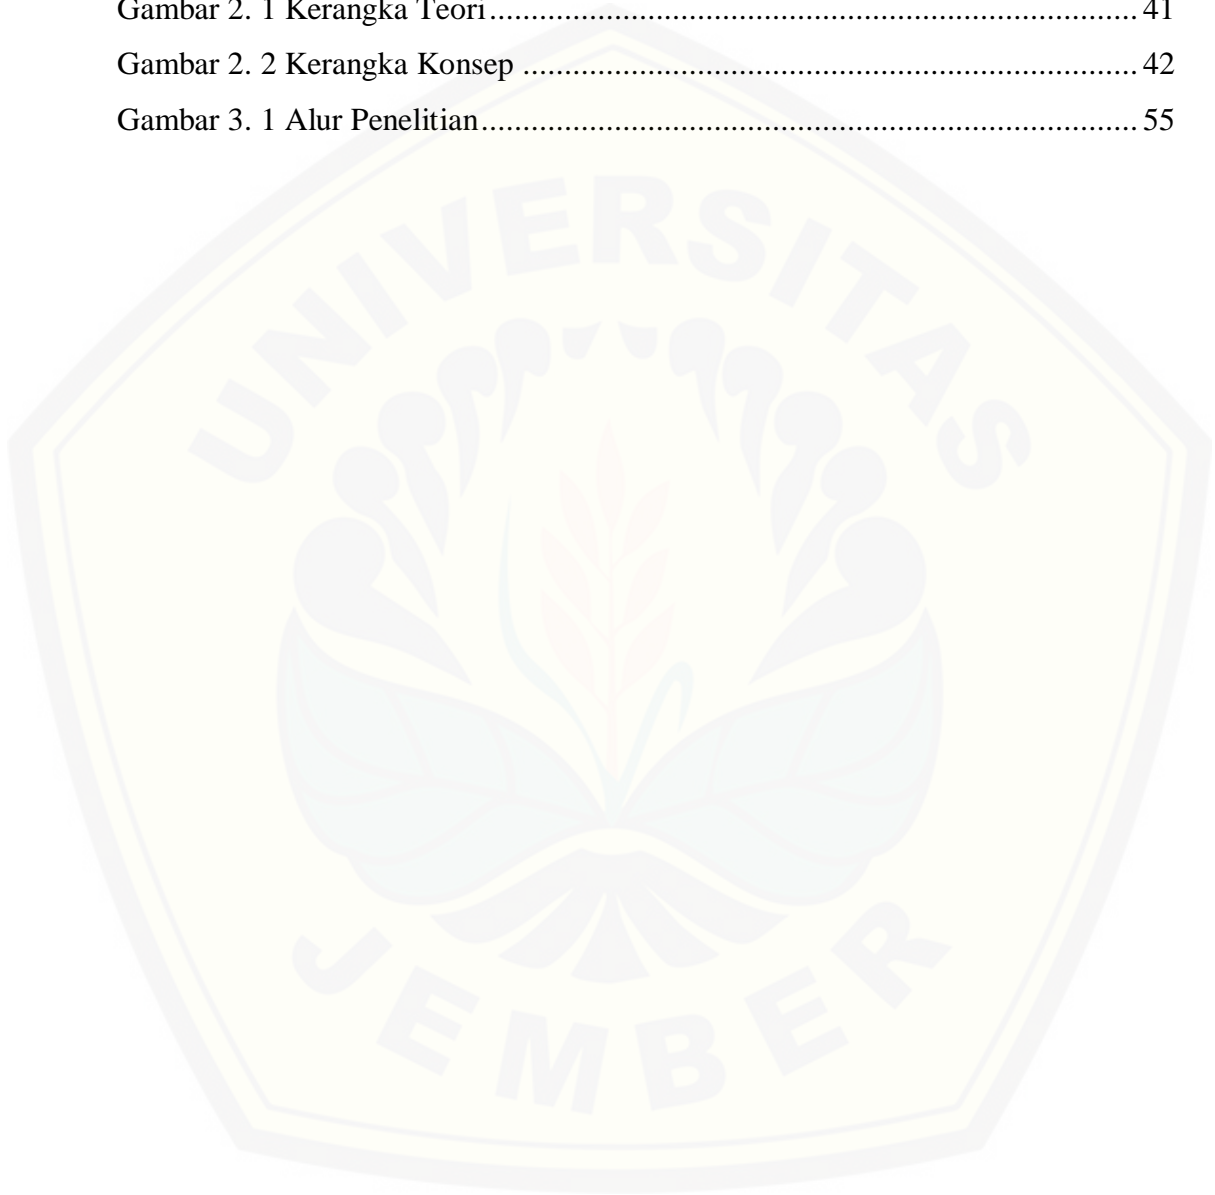 Gambar 2. 1 Kerangka Teori................................................................................ 41
Gambar 2. 2 Kerangka Konsep ........................................................................... 42
Gambar 3. 1 Alur Penelitian................................................................................ 55
UNIVERSITAS
JEMBER